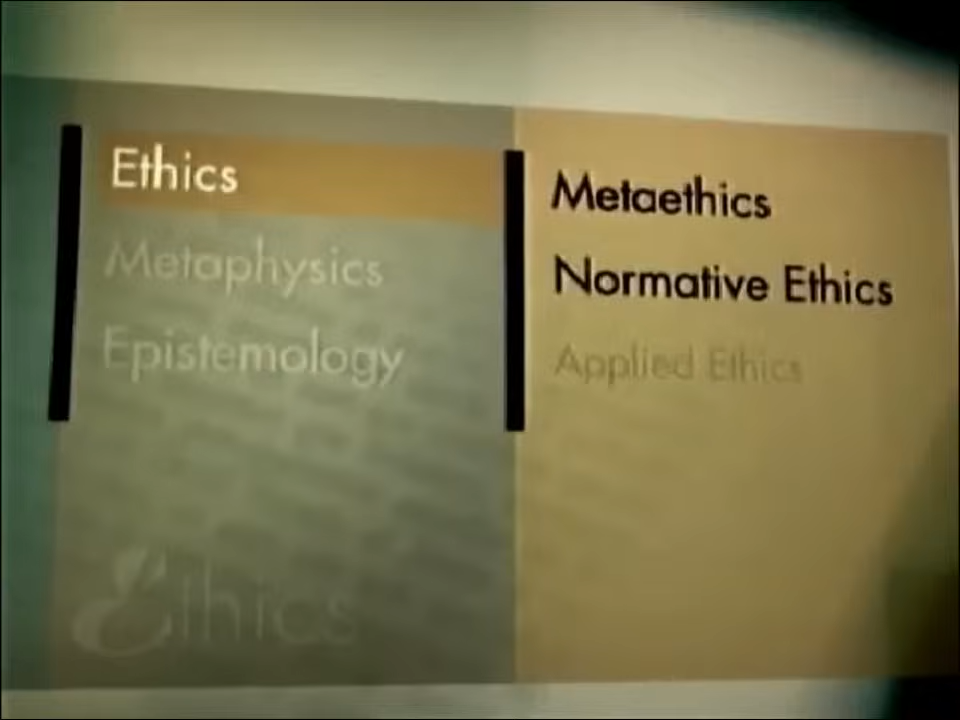 Ethics
Metaphysics
Epistemology
Ethics
Metaethics
Normative Ethics
Applied Ethics